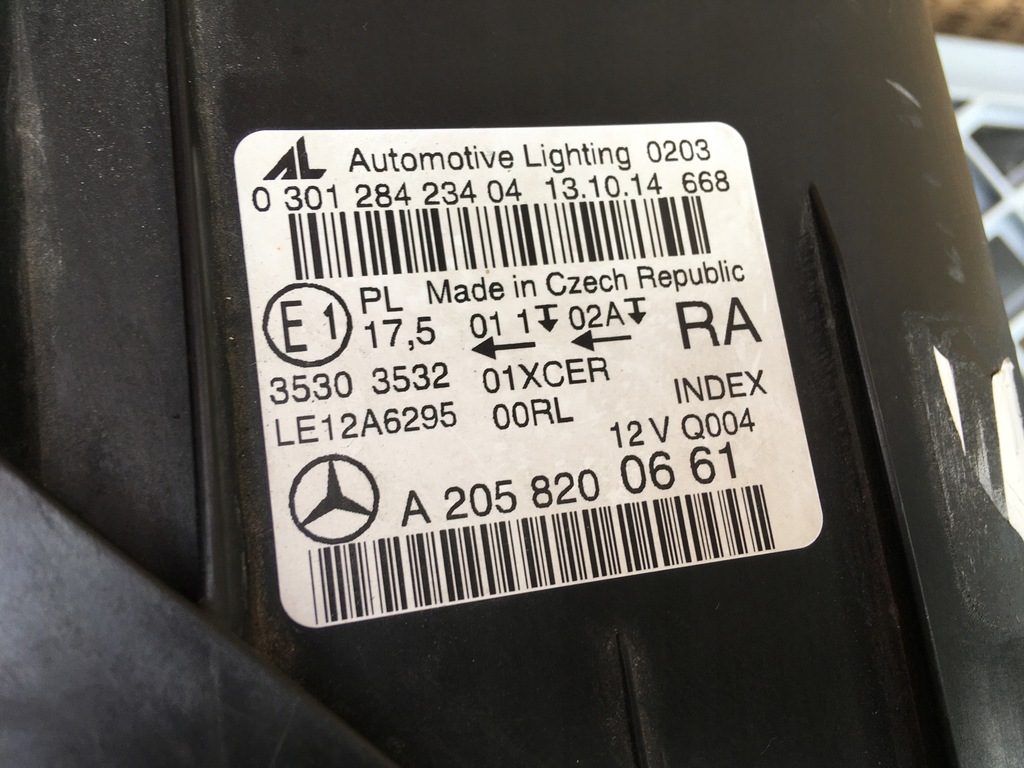 AL Automotive Lighting 0203
0 301 284 234 04 13.10.14 668
Made in Czech Republic
E1 PL 17,5 01 1 02A RA
3530 3532 01XCER
LE12A6295 00RL INDEX
12V Q004
A 205 820 06 61